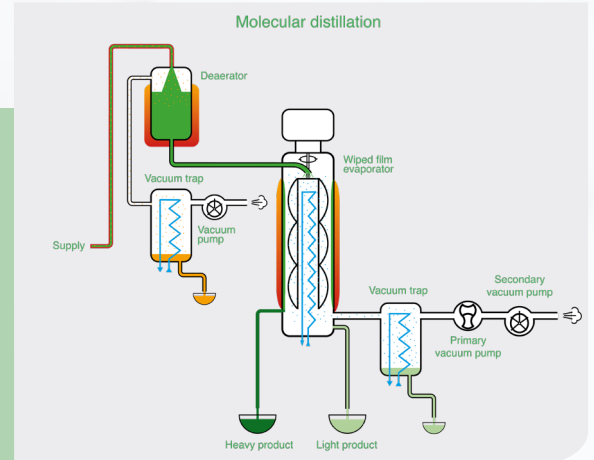 Molecular distillation
Deaerator
Wiped film
evaporator
Vacuum trap
Vacuum
pump
Supply
Vacuum trap
Secondary
vacuum pump
Primary
vacuum pump
Heavy product
Light product